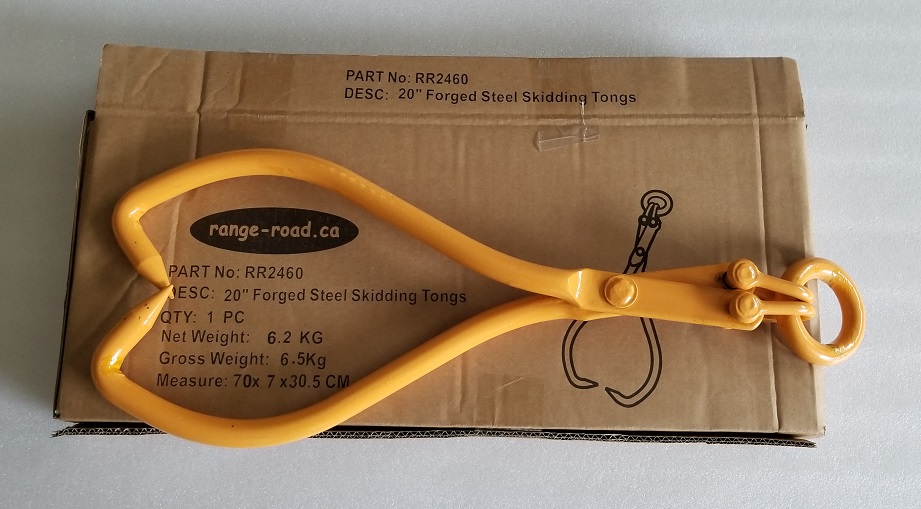 PART No: RR2460
DESC: 20" Forged Steel Skidding Tongs
range-road.ca
PART No: RR2460
DESC: 20" Forged Steel Skidding Tongs
QTY: 1 PC
Net Weight: 6.2 KG
Gross Weight: 6.5Kg
Measure: 70x 7 x30.5 CM